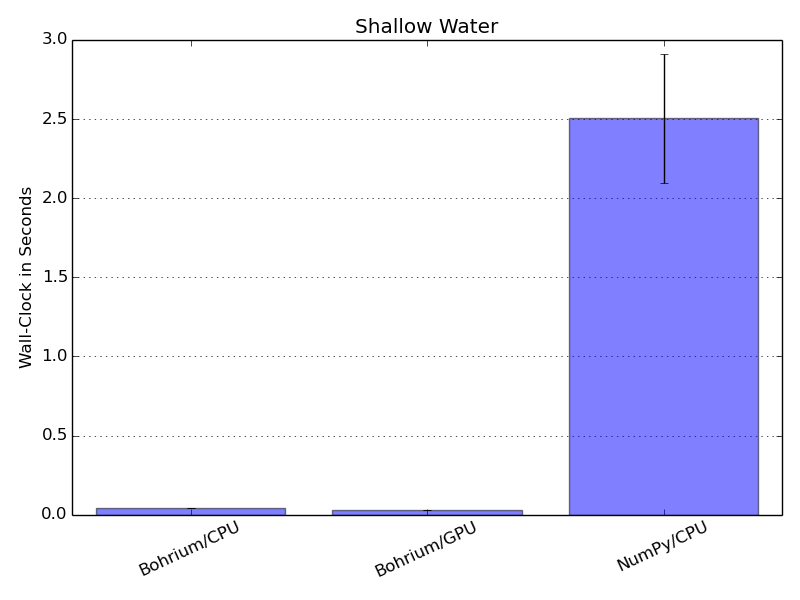 Shallow Water
Wall-Clock in Seconds
3.0
2.5
2.0
1.5
1.0
0.5
0.0
Bohrium/CPU
Bohrium/GPU
NumPy/CPU